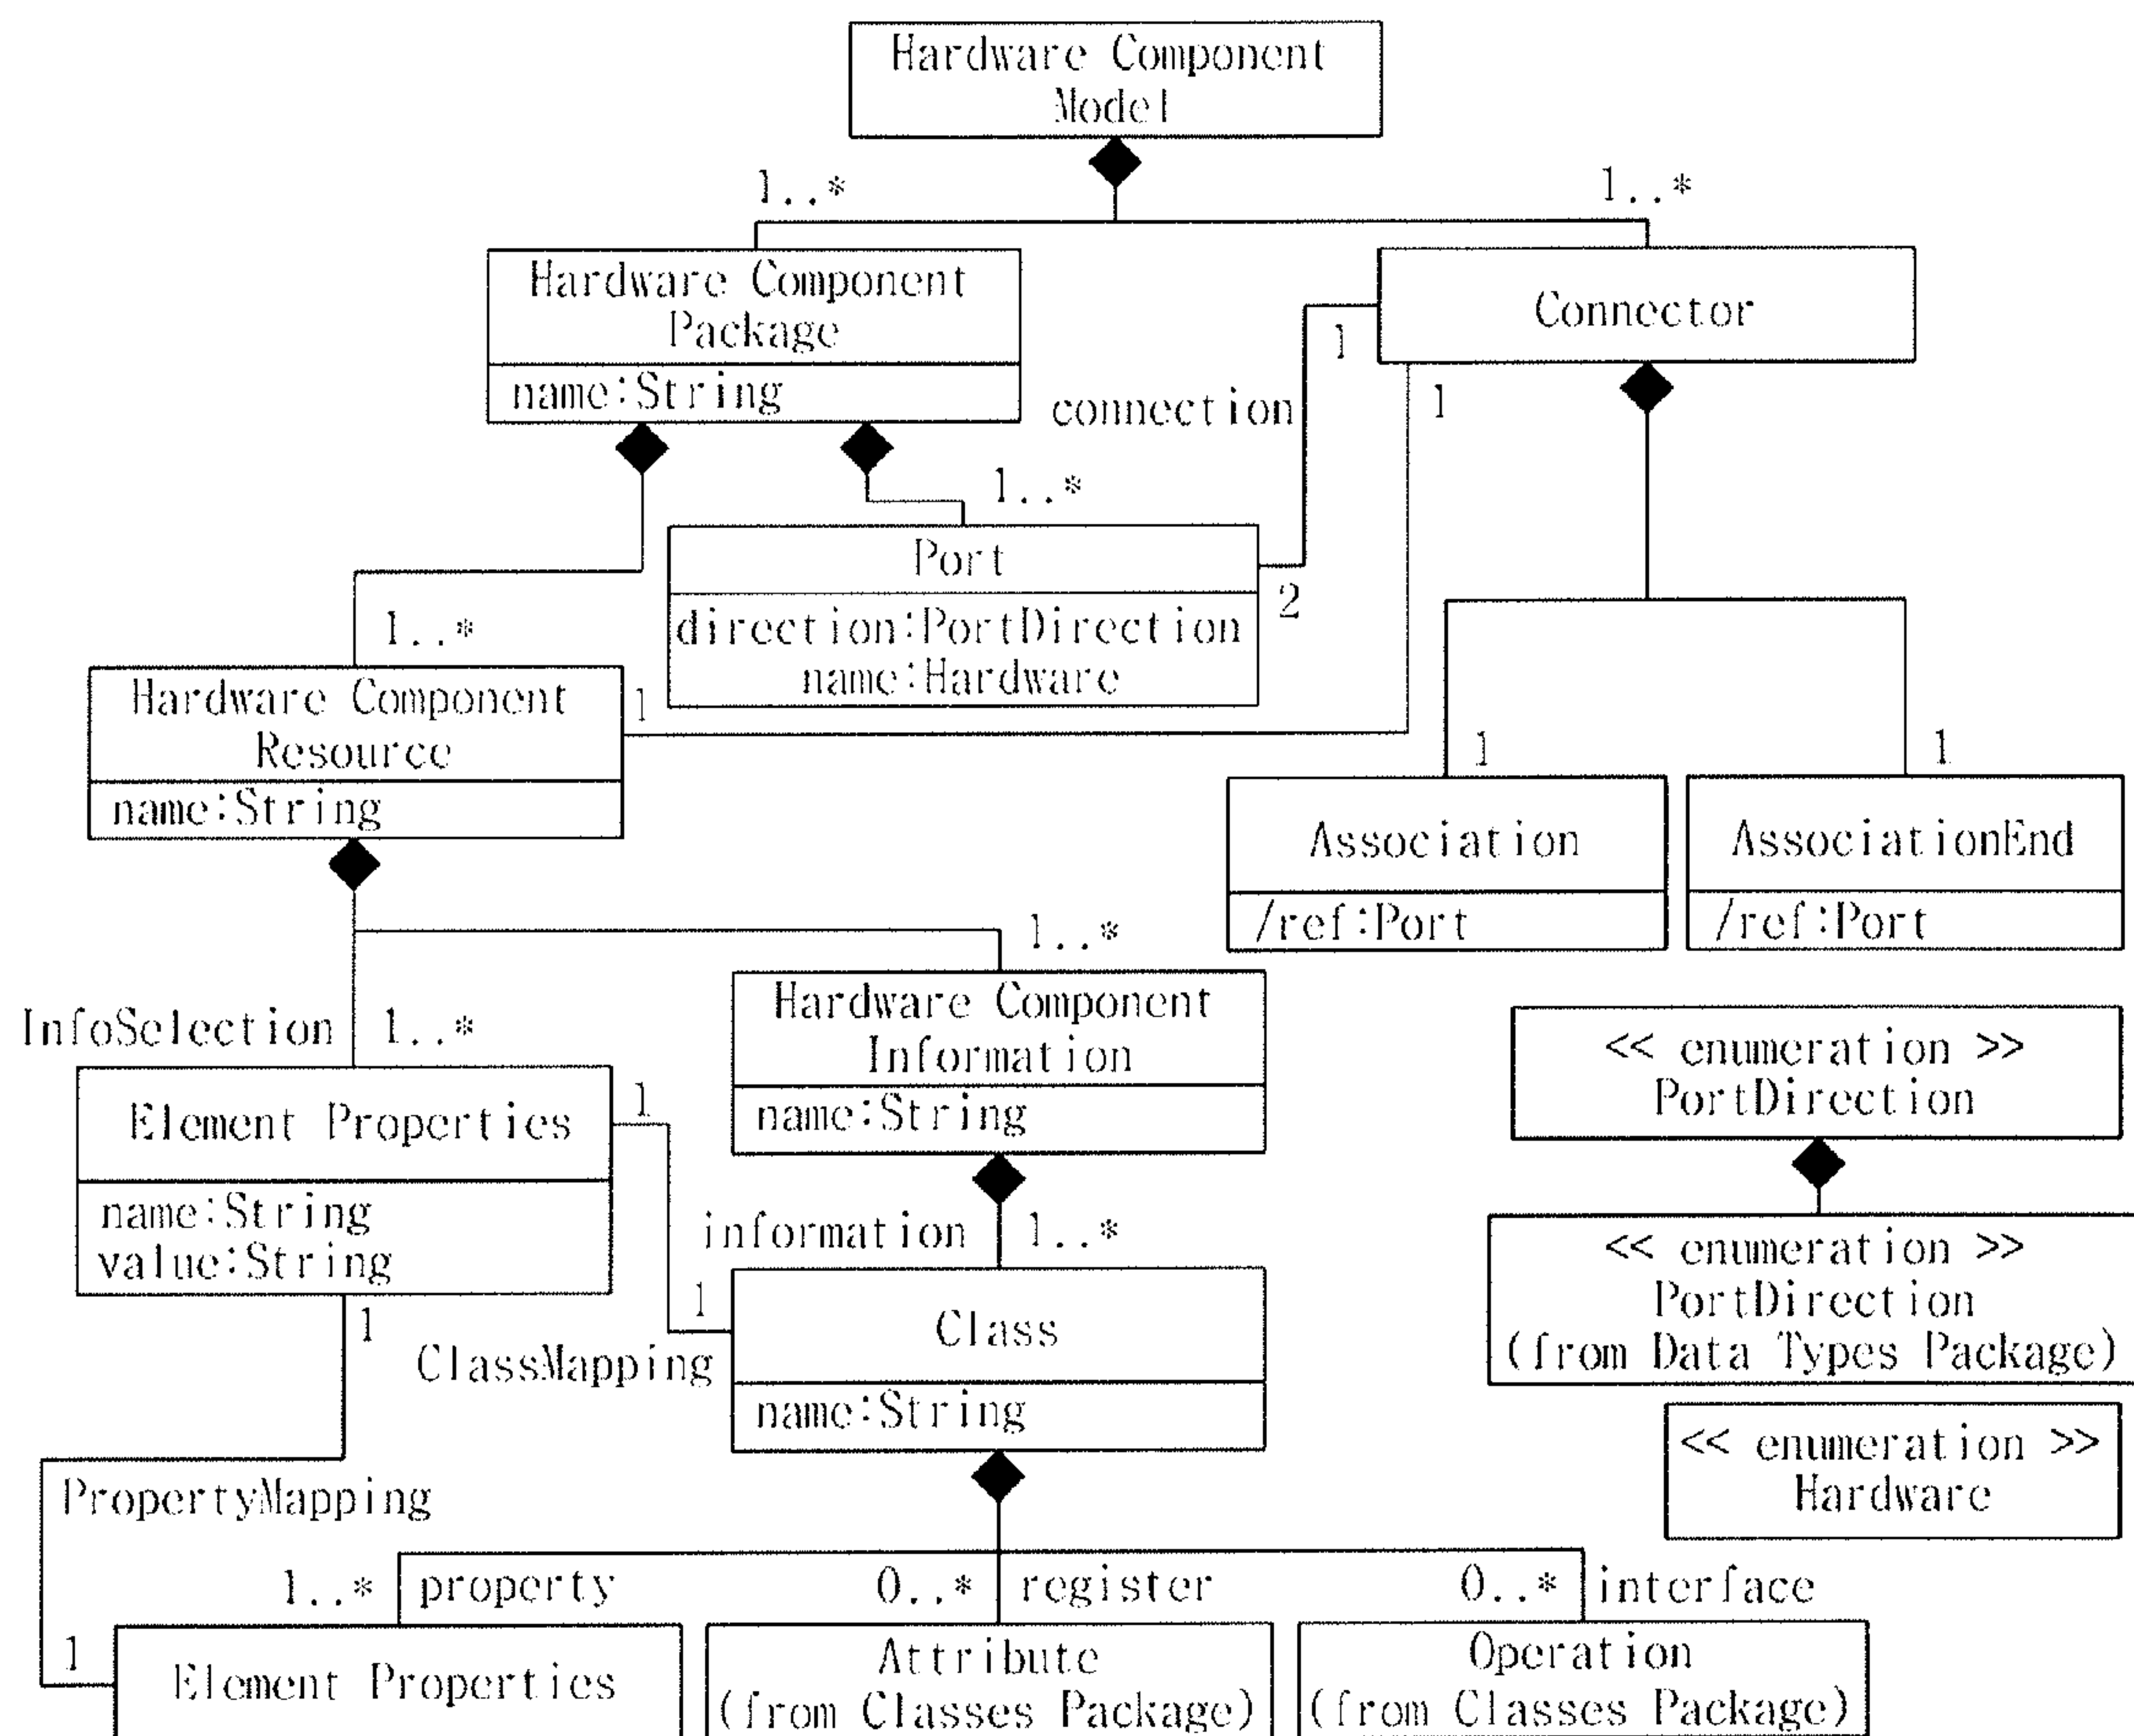 Hardware Component
Model
1..*
1..*
Hardware Component
Package
name:String
Connector
1
connection
1
1..*
Port
direction:PortDirection
name:Hardware
2
1..*
Hardware Component
Resource
name:String
1
1
1
Association
/ref:Port
AssociationEnd
/ref:Port
1..*
InfoSelection
1..*
Hardware Component
Information
name:String
<< enumeration >>
PortDirection
Element Properties
name:String
value:String
1
information
1..*
<< enumeration >>
PortDirection
(from Data Types Package)
1
1
ClassMapping
Class
name:String
<< enumeration >>
Hardware
PropertyMapping
1..*
property
0..*
register
0..*
interface
1
Element Properties
Attribute
(from Classes Package)
Operation
(from Classes Package)